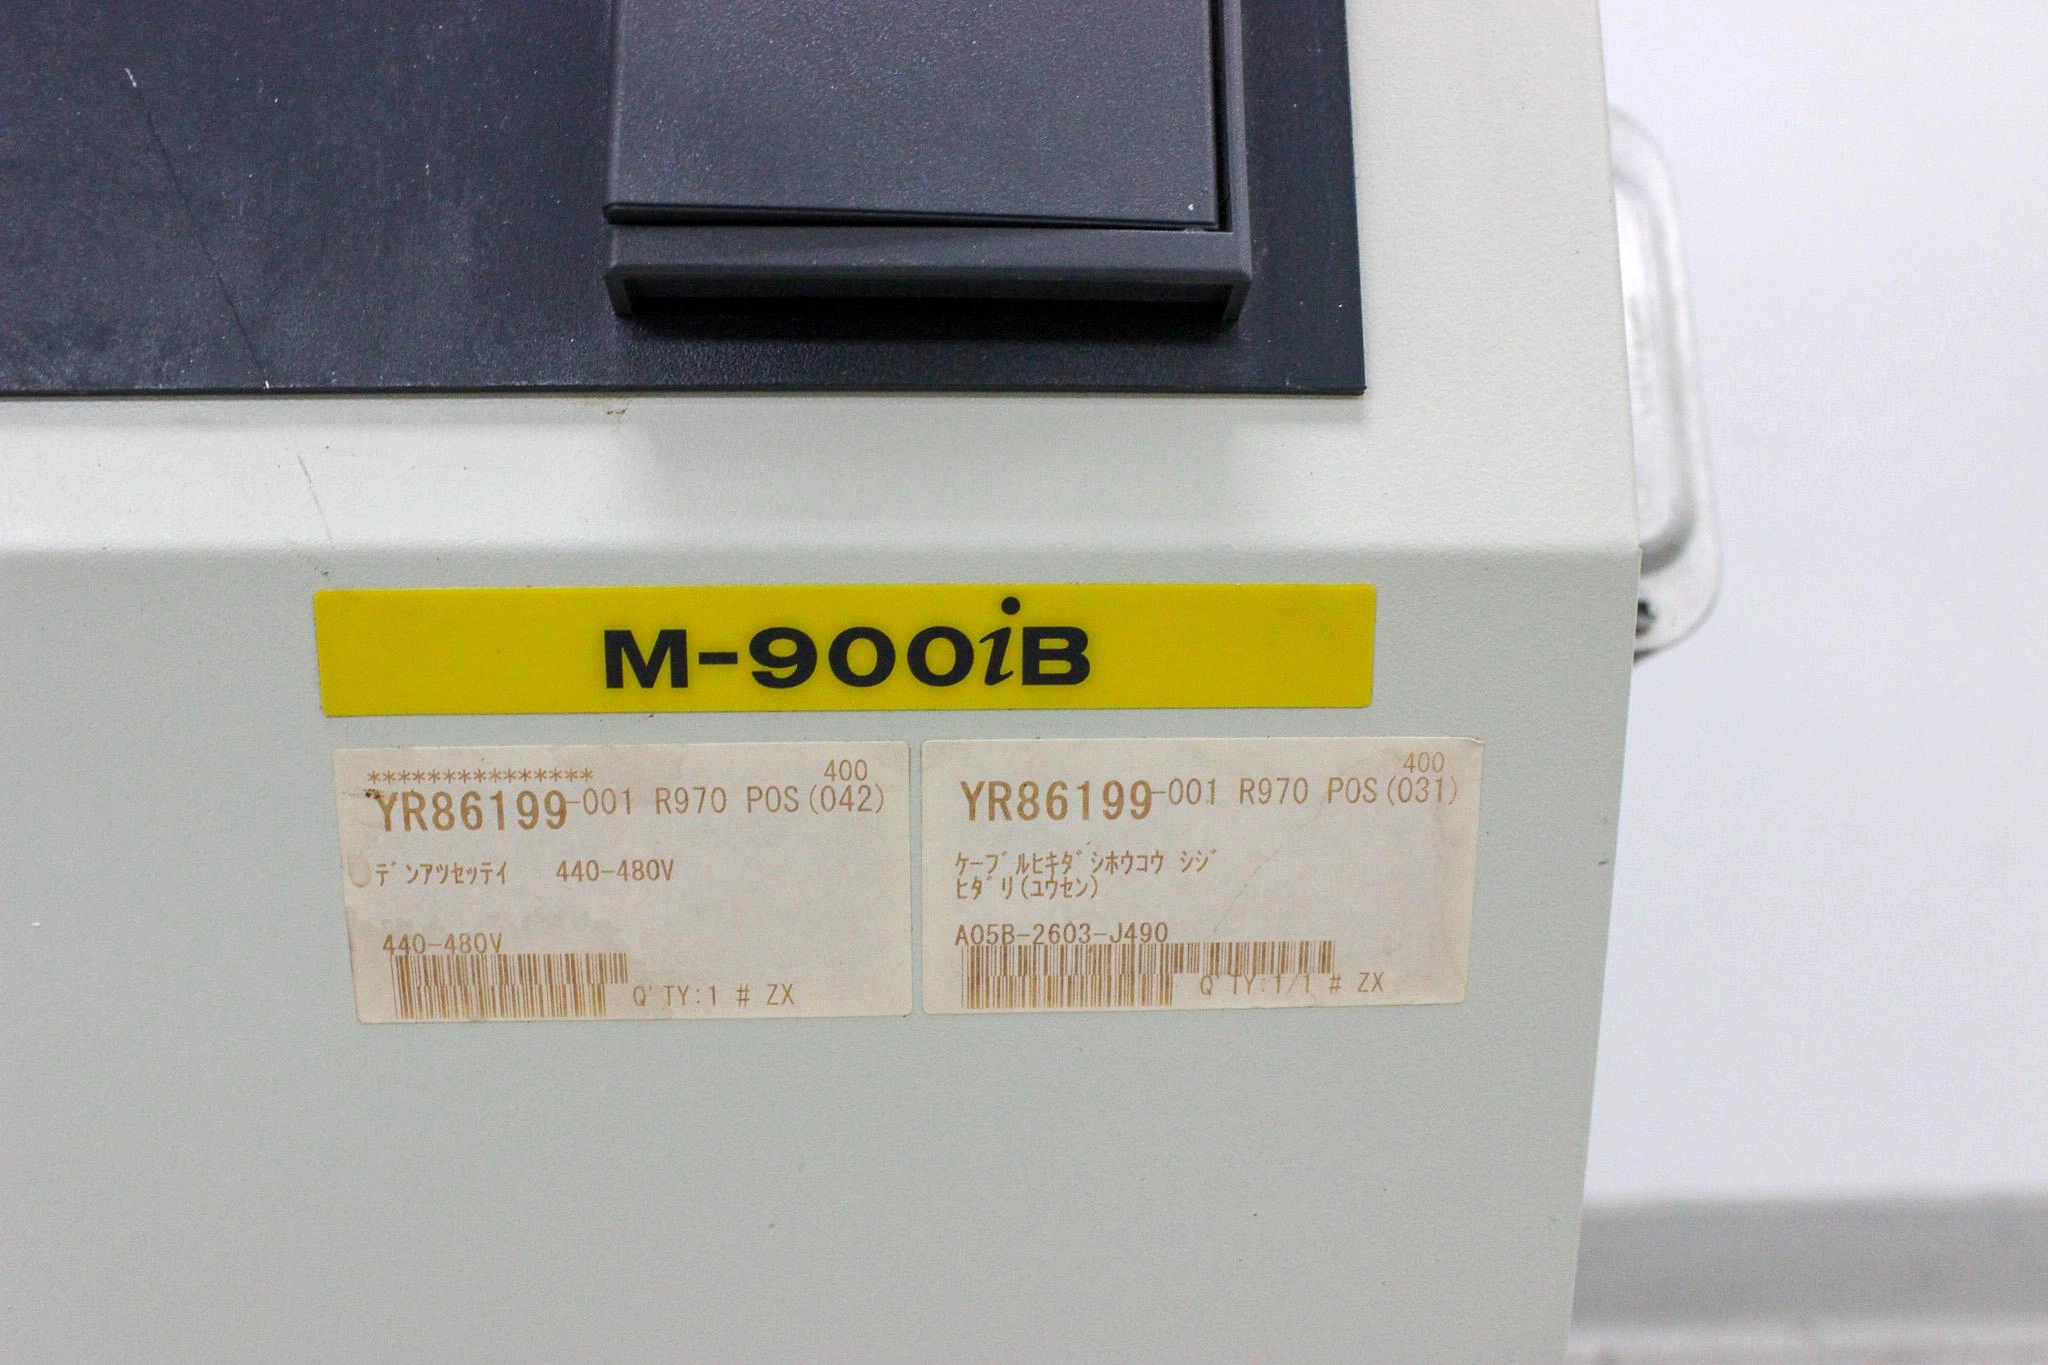 M-900iB
***************
400
YR86199-001 R970 POS(042)
デンアツセッテイ 440-480V
440-480V
Q'TY:1 # ZX
400
YR86199-001 R970 POS(031)
ケーブルヒキダシホウコウ シジ
ヒダリ(ユウセン)
A05B-2603-J490
Q'TY:1/1 # ZX